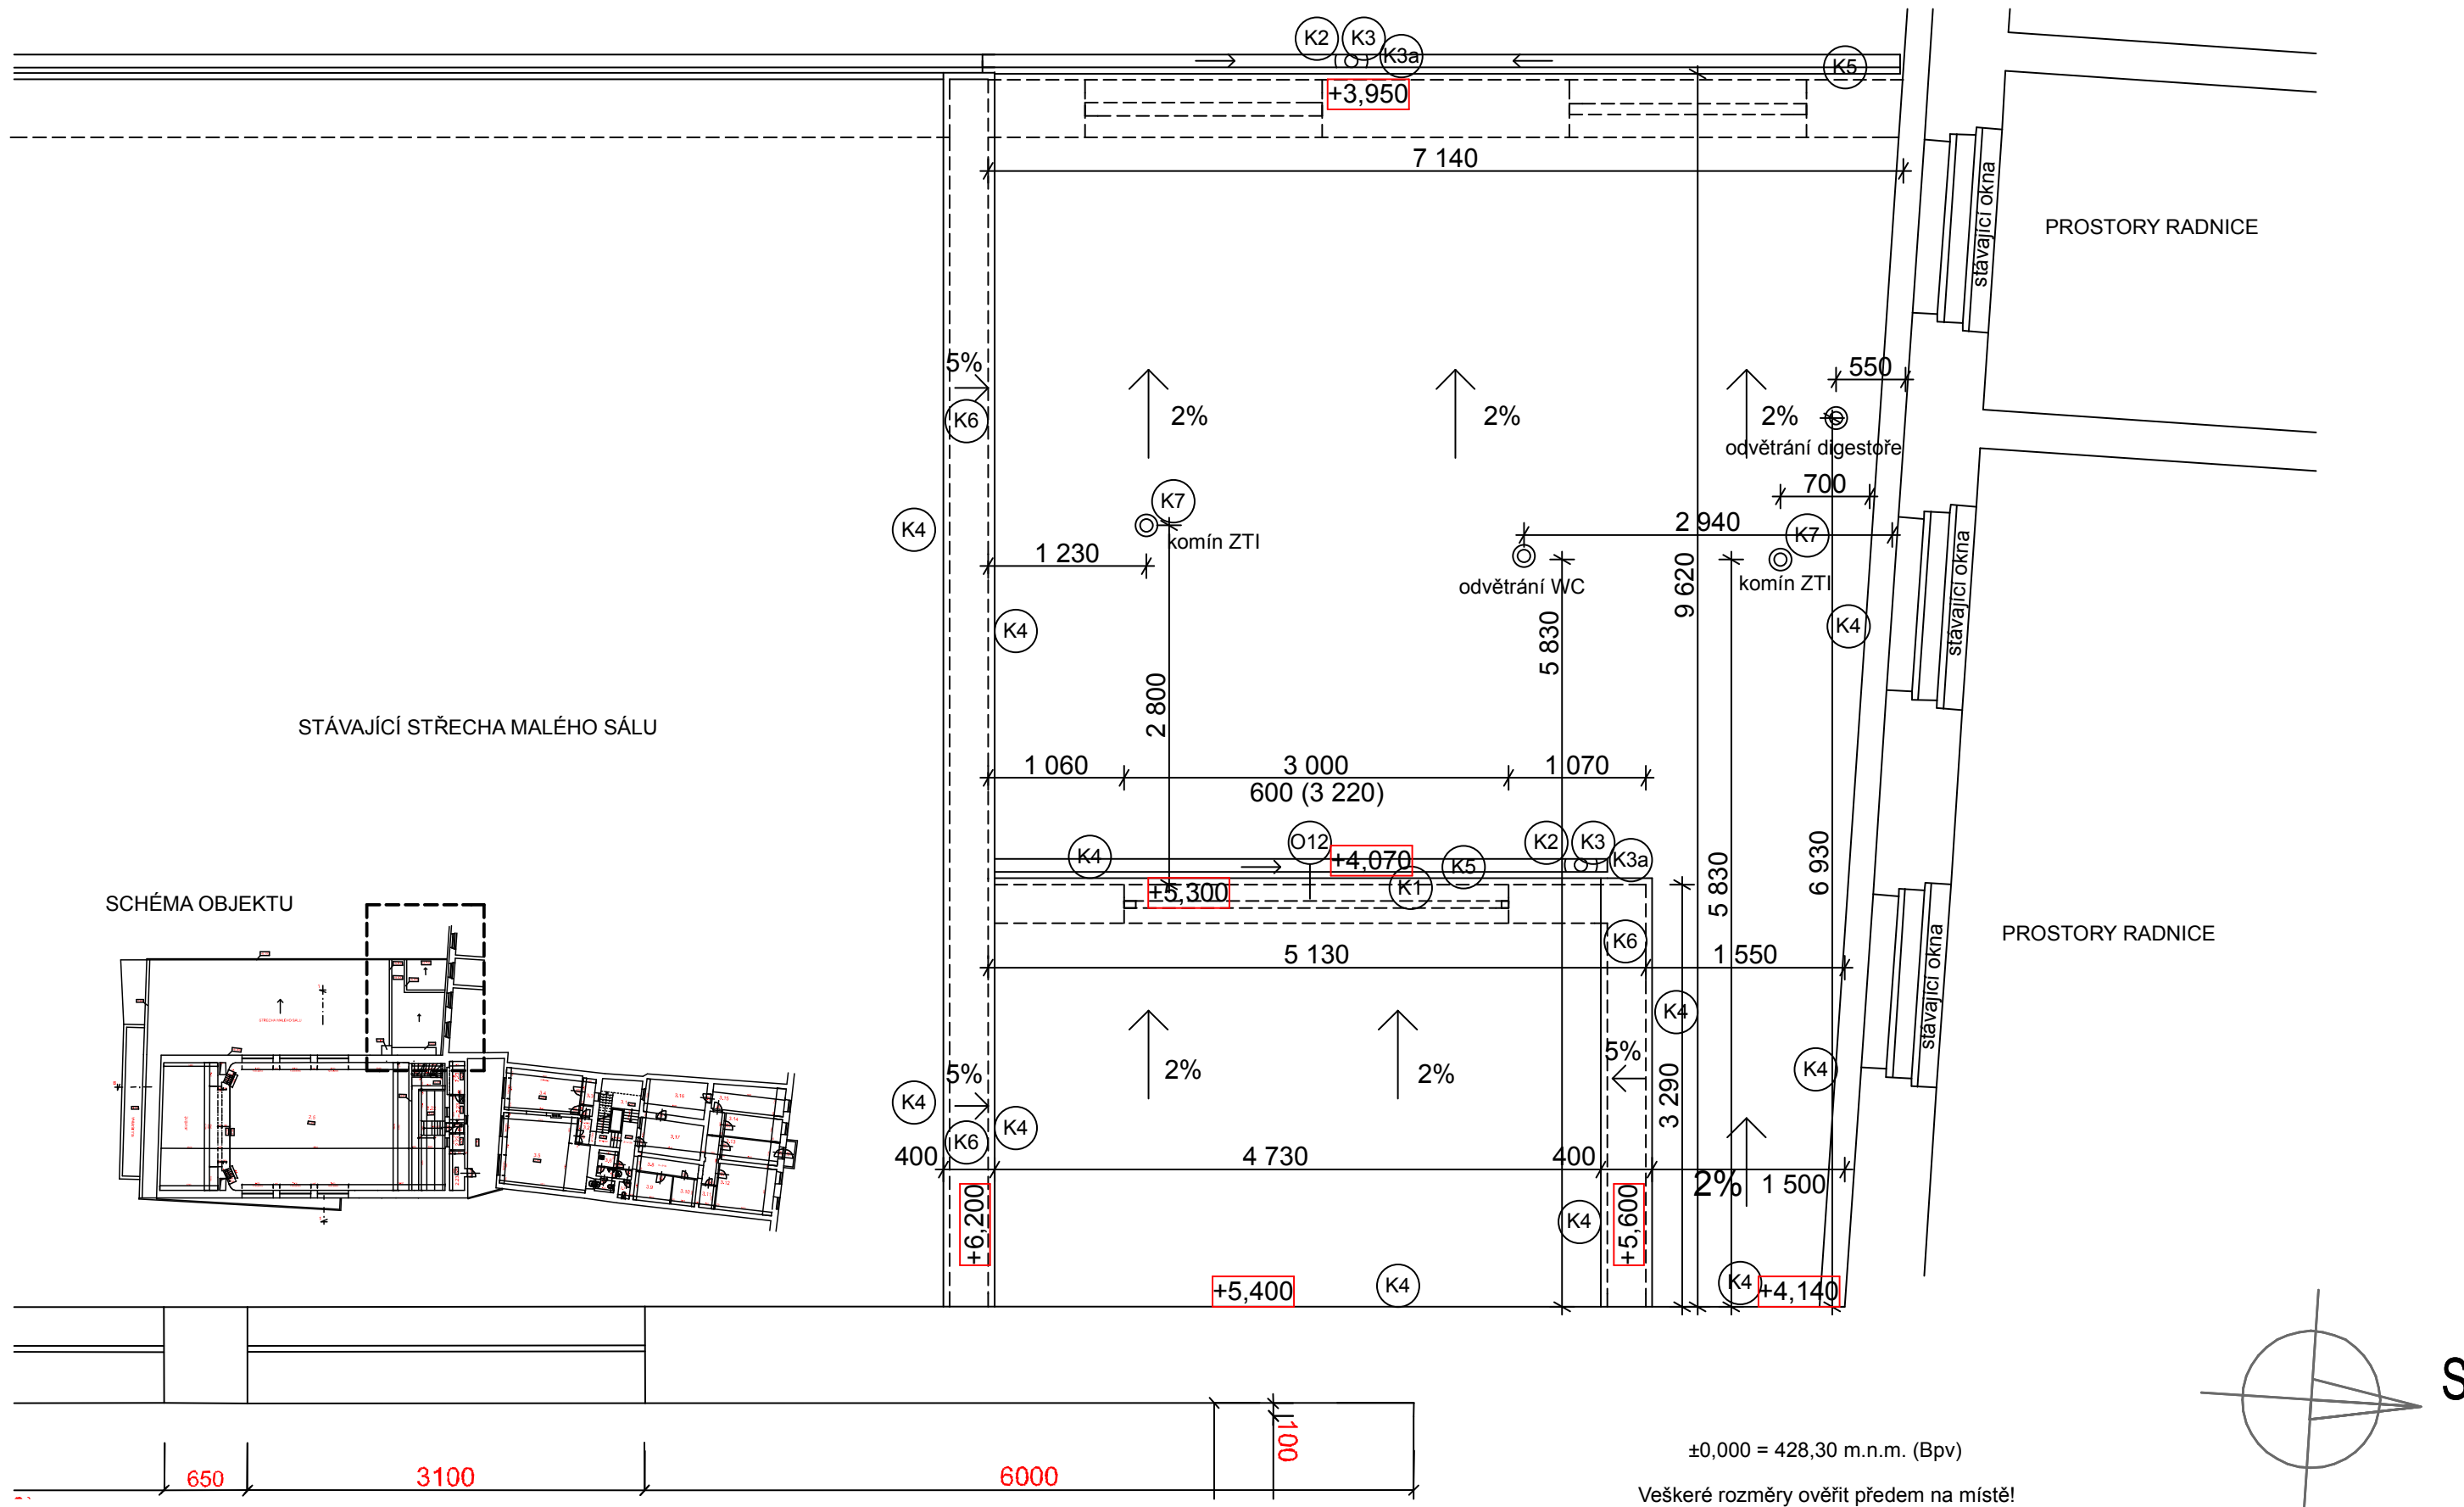 K2
K3
K3a
K5
+3,950
7 140
stávající okna
PROSTORY RADNICE
5%
K6
2%
2%
2%
550
odvětrání digestoře
700
K7
komín ZTI
K4
1 230
2 940
K7
odvětrání WC
komín ZTI
9 620
stávající okna
K4
K4
5 830
2 800
STÁVAJÍCÍ STŘECHA MALÉHO SÁLU
1 060
3 000
1 070
600 (3 220)
K4
O12
+4,070
K5
K2
K3
K3a
5 830
6 930
+5,300
K1
SCHÉMA OBJEKTU
K6
5 130
1 550
stávající okna
PROSTORY RADNICE
K4
5%
2%
2%
5%
3 290
K4
K4
K6
K4
400
4 730
400
2%
1 500
+6,200
K4
+5,600
+5,400
K4
K4
+4,140
S
100
650
3100
6000
±0,000 = 428,30 m.n.m. (Bpv)
Veškeré rozměry ověřit předem na místě!